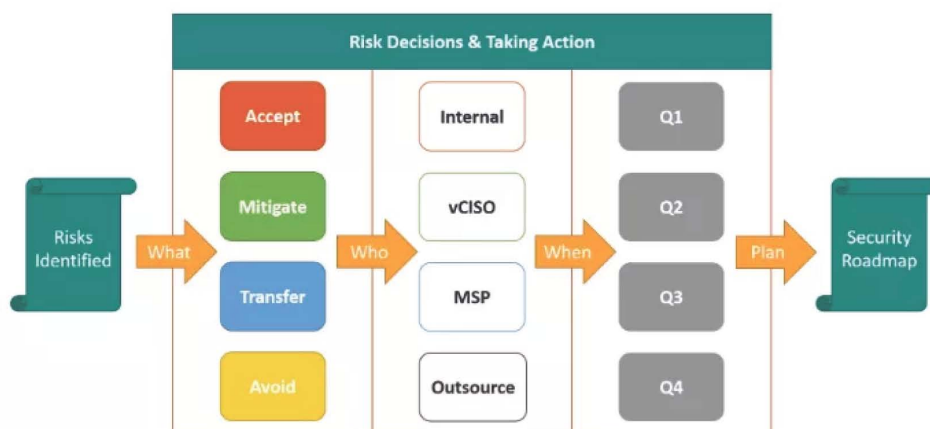 Risk Decisions & Taking Action
Risks
Identified
What
Accept
Mitigate
Transfer
Avoid
Who
Internal
vCISO
MSP
Outsource
When
Q1
Q2
Q3
Q4
Plan
Security
Roadmap